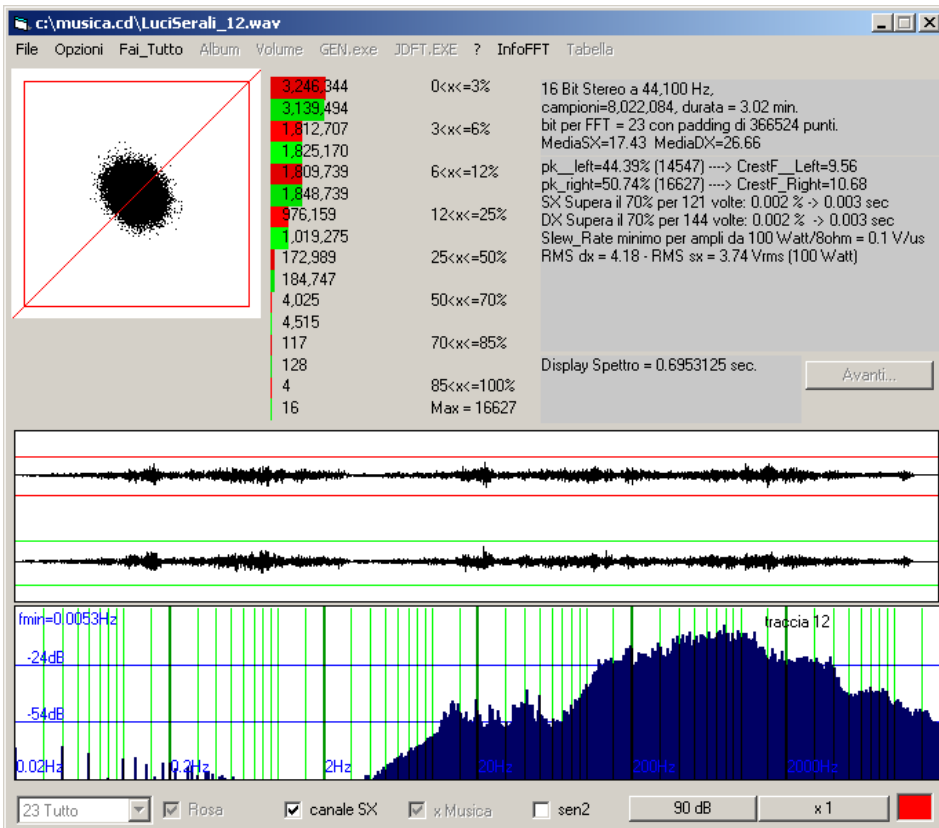 c:\musica.cd\LuciSerali_12.wav
File Opzioni Fai_Tutto Album Volume GEN.exe JDFT.EXE ? InfoFFT Tabella
3,246,344 0<x<=3%
3,139,494
1,812,707 3<x<=6%
1,825,170
1,809,739 6<x<=12%
1,848,739
976,159 12<x<=25%
1,019,275
172,989 25<x<=50%
184,747
4,025 50<x<=70%
4,515
117 70<x<=85%
128
4 85<x<=100%
16 Max = 16627
16 Bit Stereo a 44,100 Hz,
campioni=8,022,084, durata = 3.02 min.
bit per FFT = 23 con padding di 366524 punti.
MediaSX=17.43 MediaDX=26.66
pk__left=44.39% (14547) ----> CrestF__Left=9.56
pk_right=50.74% (16627) ----> CrestF_Right=10.68
SX Supera il 70% per 121 volte: 0.002 % -> 0.003 sec
DX Supera il 70% per 144 volte: 0.002 % -> 0.003 sec
Slew_Rate minimo per ampli da 100 Watt/8ohm = 0.1 V/us
RMS dx = 4.18 - RMS sx = 3.74 Vrms (100 Watt)
Display Spettro = 0.6953125 sec.
Avanti...
fmin=0.0053Hz
traccia 12
-24dB
-54dB
0.02Hz 0.2Hz 2Hz 20Hz 200Hz 2000Hz
23 Tutto Rosa canale SX x Musica sen2 90 dB x 1